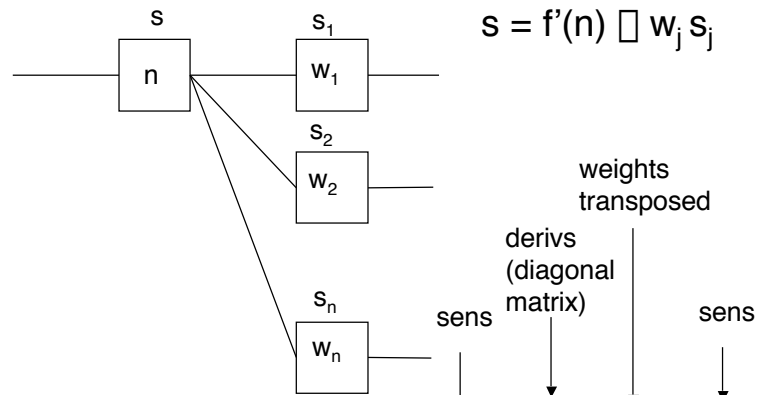 s
s₁
s = f'(n) □ wⱼ sⱼ
n
w₁
s₂
w₂
weights
transposed
derivs
(diagonal
matrix)
sₙ
sens
sens
wₙ